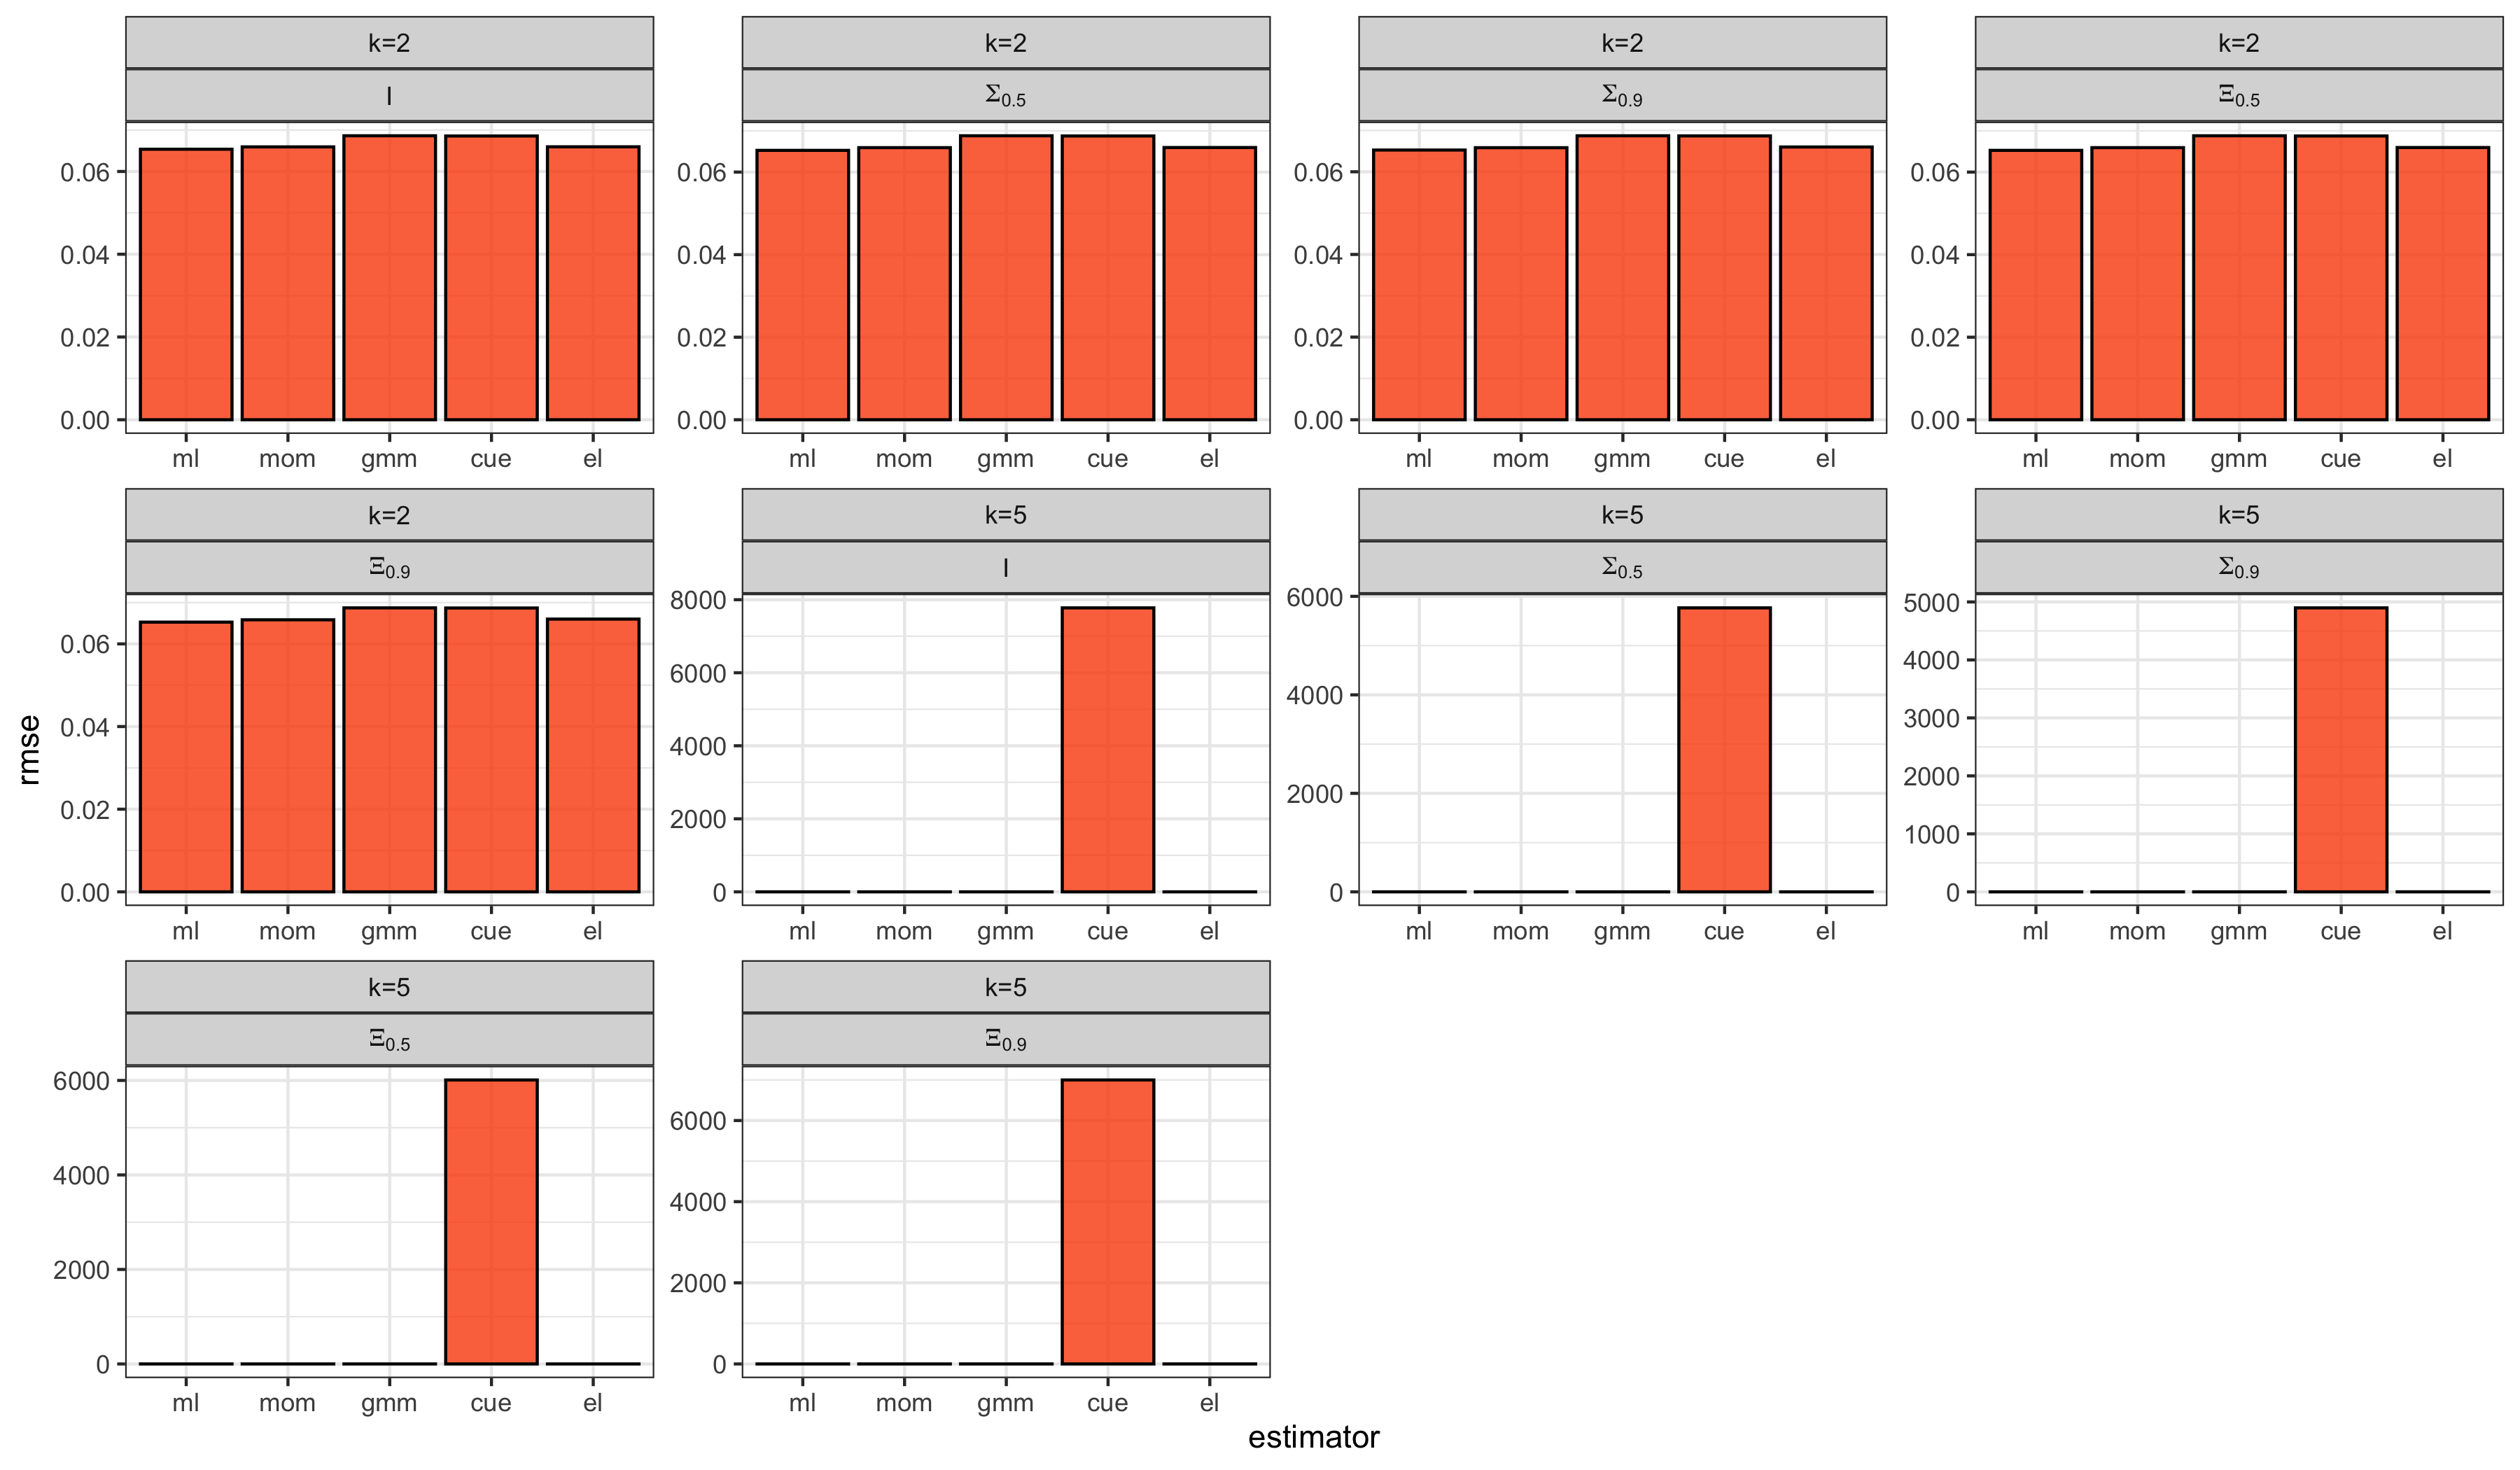 k=2 k=2 k=2 k=2
I Σ0.5 Σ0.9 Ξ0.5
0.06 0.06 0.06 0.06
0.04 0.04 0.04 0.04
0.02 0.02 0.02 0.02
0.00 0.00 0.00 0.00
ml mom gmm cue el ml mom gmm cue el ml mom gmm cue el ml mom gmm cue el
k=2 k=5 k=5 k=5
Ξ0.9 I Σ0.5 Σ0.9
0.06
0.04
0.02
0.00
8000
6000
4000
2000
0
6000
4000
2000
0
5000
4000
3000
2000
1000
0
rmse
ml mom gmm cue el ml mom gmm cue el ml mom gmm cue el ml mom gmm cue el
k=5 k=5
Ξ0.5 Ξ0.9
6000
4000
2000
0
6000
4000
2000
0
ml mom gmm cue el ml mom gmm cue el
estimator